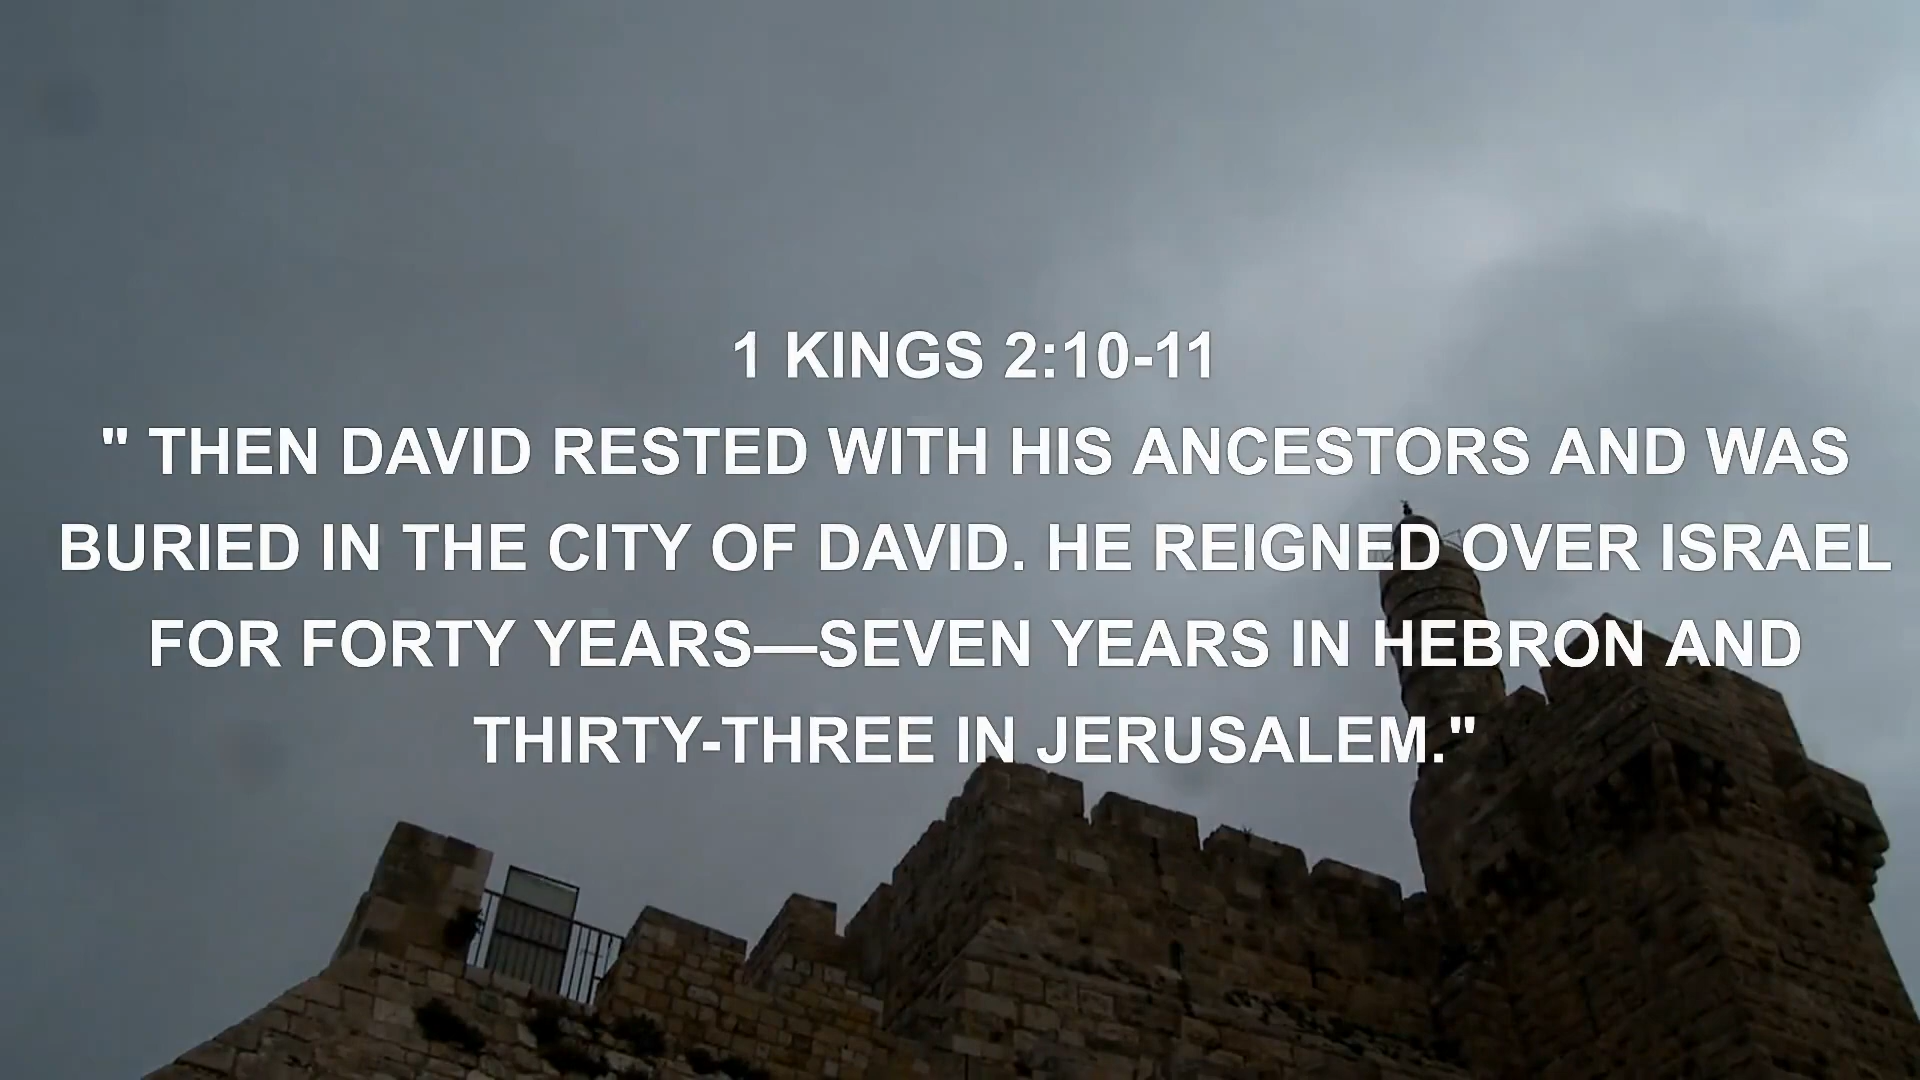 1 KINGS 2:10-11
" THEN DAVID RESTED WITH HIS ANCESTORS AND WAS
BURIED IN THE CITY OF DAVID. HE REIGNED OVER ISRAEL
FOR FORTY YEARS—SEVEN YEARS IN HEBRON AND
THIRTY-THREE IN JERUSALEM."